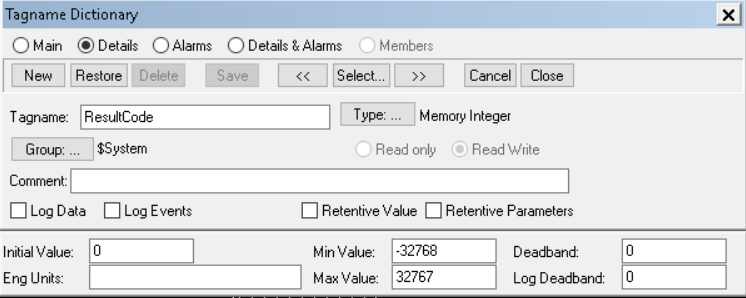 Tagname Dictionary
Main Details Alarms Details & Alarms Members
New Restore Delete Save << Select... >> Cancel Close
Tagname: ResultCode Type: ... Memory Integer
Group: ... $System Read only Read Write
Comment:
Log Data Log Events Retentive Value Retentive Parameters
Initial Value: 0 Min Value: -32768 Deadband: 0
Eng Units: Max Value: 32767 Log Deadband: 0